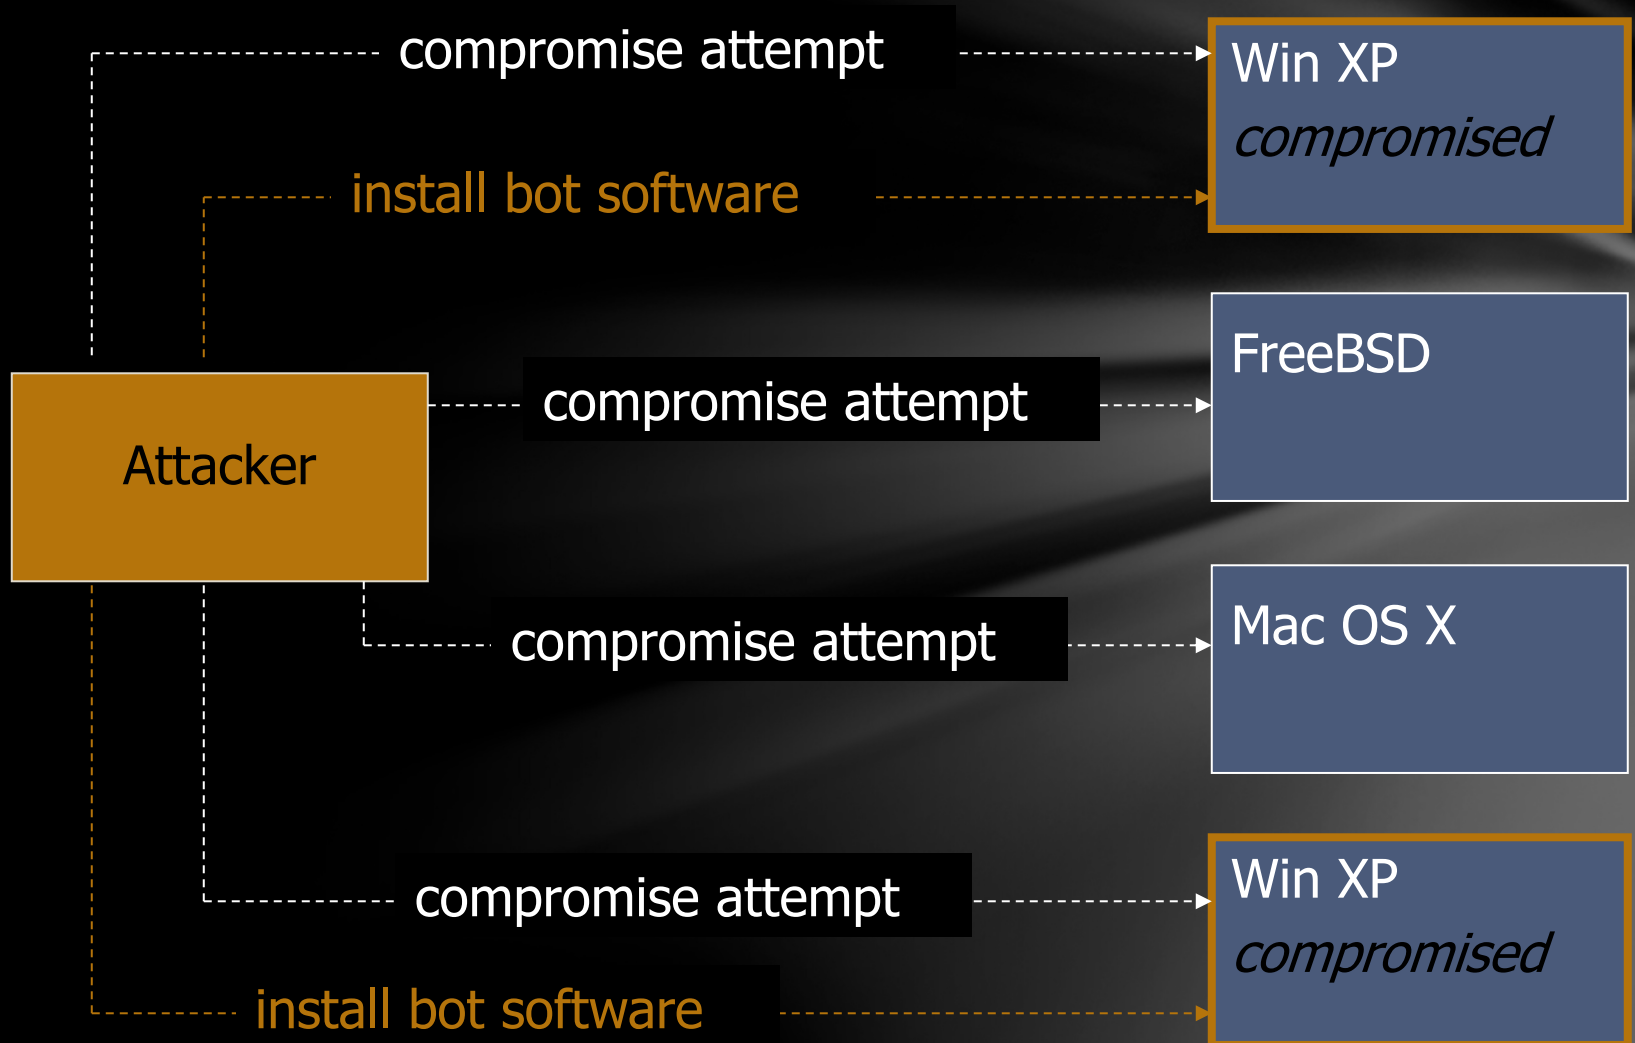 compromise attempt
Win XP
compromised
install bot software
FreeBSD
compromise attempt
Attacker
Mac OS X
compromise attempt
Win XP
compromise attempt
compromised
install bot software